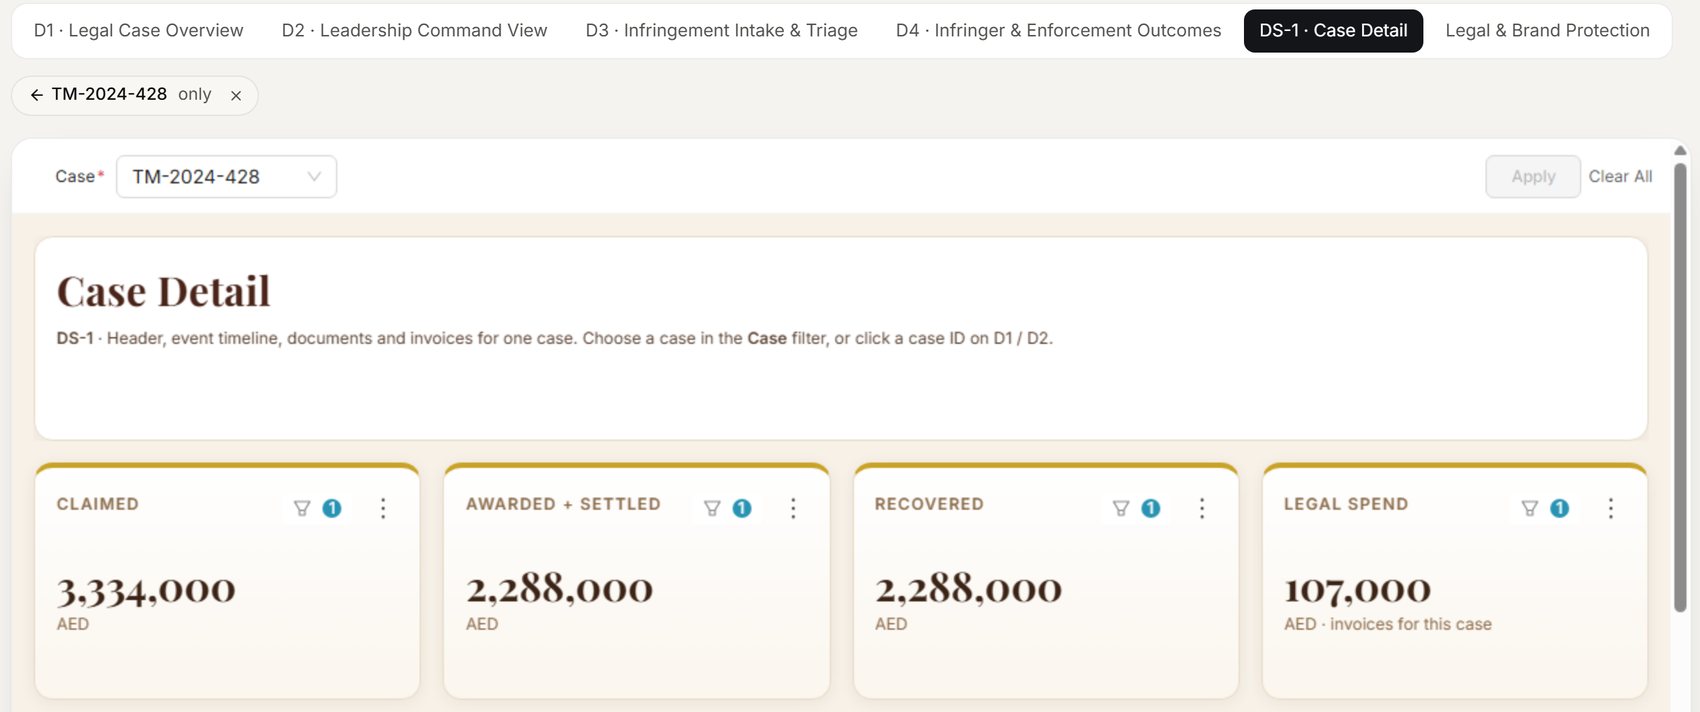 D1 · Legal Case Overview D2 · Leadership Command View D3 · Infringement Intake & Triage D4 · Infringer & Enforcement Outcomes DS-1 · Case Detail Legal & Brand Protection
← TM-2024-428 only ×
Case* TM-2024-428 Apply Clear All
Case Detail
DS-1 · Header, event timeline, documents and invoices for one case. Choose a case in the Case filter, or click a case ID on D1 / D2.
CLAIMED 1
3,334,000
AED
AWARDED + SETTLED 1
2,288,000
AED
RECOVERED 1
2,288,000
AED
LEGAL SPEND 1
107,000
AED · invoices for this case